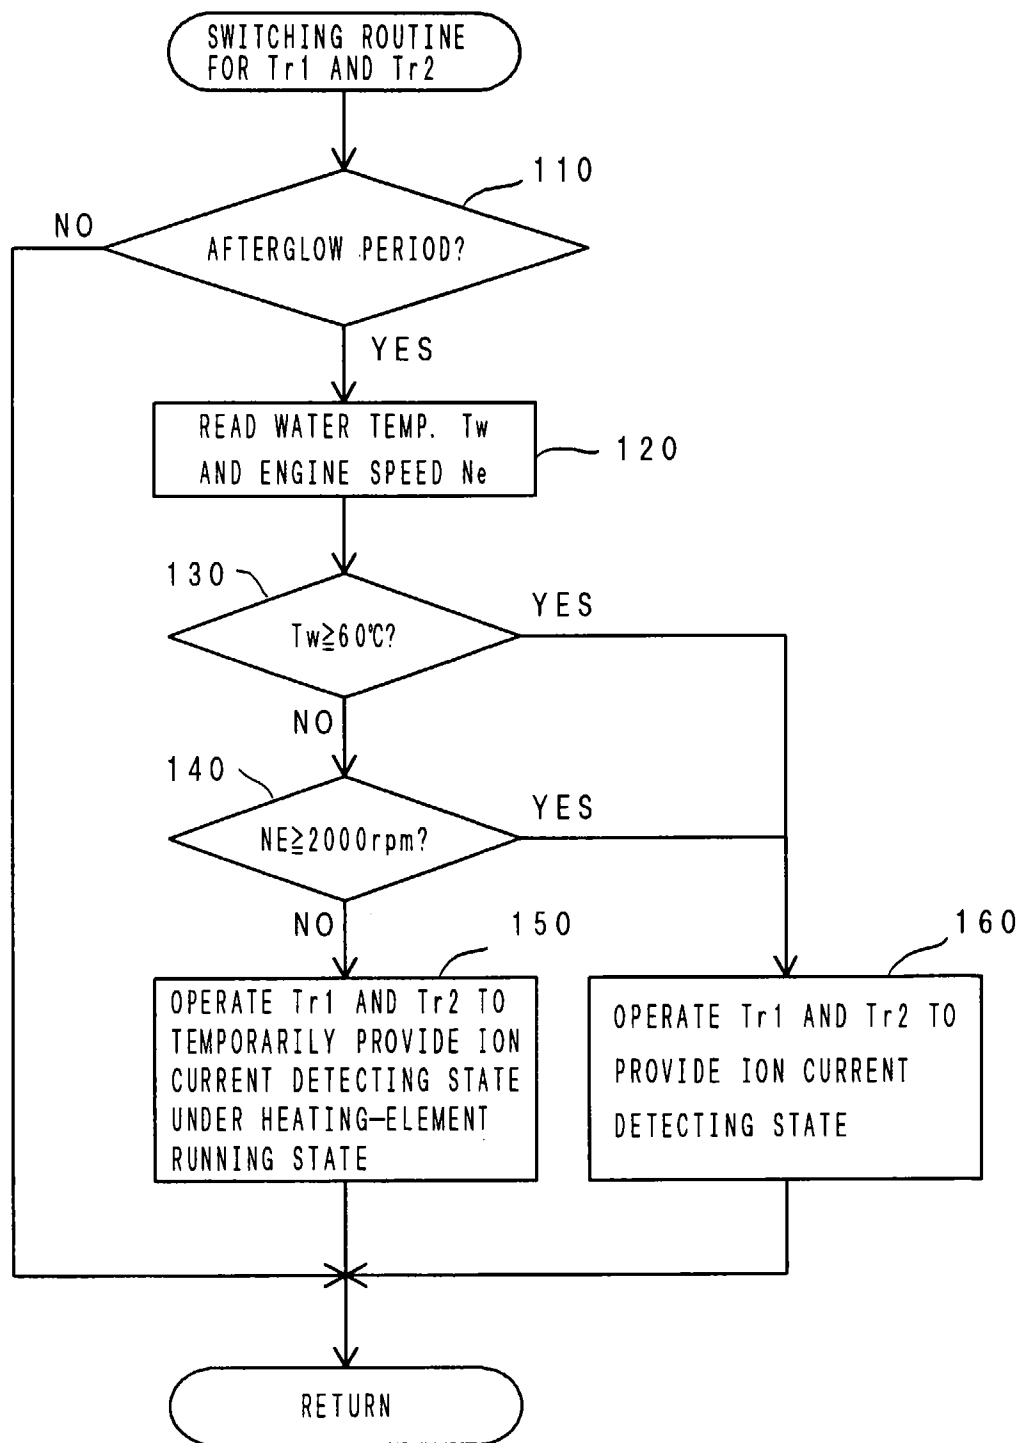 SWITCHING ROUTINE
FOR Tr1 AND Tr2
110
NO
AFTERGLOW PERIOD?
YES
READ WATER TEMP. Tw
AND ENGINE SPEED Ne
120
130
YES
Tw≧60℃?
NO
140
YES
NE≧2000rpm?
NO
150
160
OPERATE Tr1 AND Tr2 TO
TEMPORARILY PROVIDE ION
CURRENT DETECTING STATE
UNDER HEATING-ELEMENT
RUNNING STATE
OPERATE Tr1 AND Tr2 TO
PROVIDE ION CURRENT
DETECTING STATE
RETURN